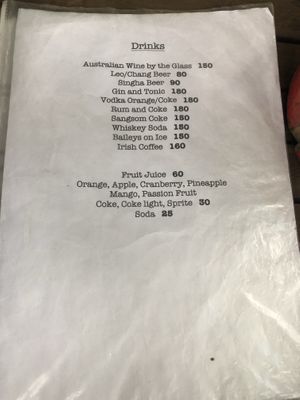 Drinks
Australian Wine by the Glass 150
Leo/Chang Beer 80
Singha Beer 90
Gin and Tonic 180
Vodka Orange/Coke 180
Rum and Coke 180
Sangsom Coke 150
Whiskey Soda 150
Baileys on Ice 150
Irish Coffee 160
Fruit Juice 60
Orange, Apple, Cranberry, Pineapple
Mango, Passion Fruit
Coke, Coke light, Sprite 30
Soda 25